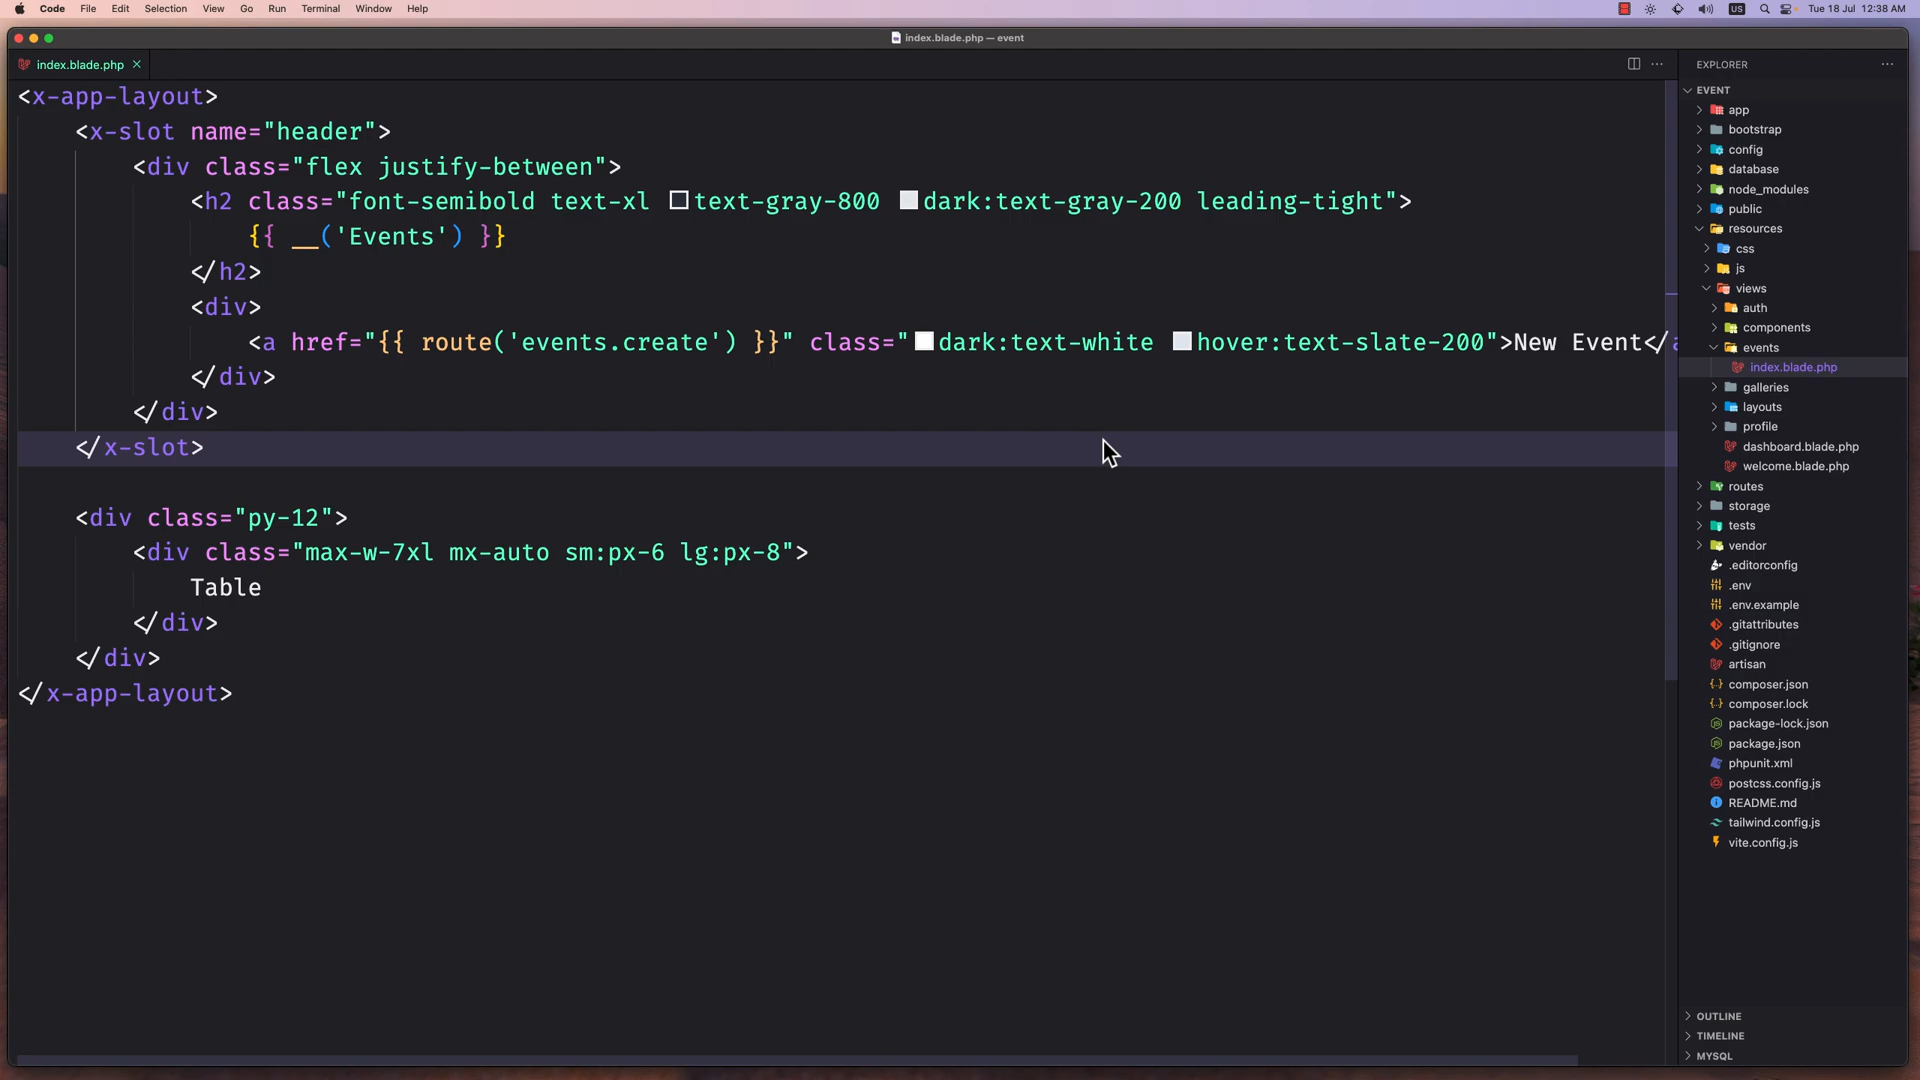 Code File Edit Selection View Go Run Terminal Window Help US Tue 18 Jul 12:38 AM
index.blade.php — event
index.blade.php
<x-app-layout>
<x-slot name="header">
<div class="flex justify-between">
<h2 class="font-semibold text-xl text-gray-800 dark:text-gray-200 leading-tight">
{{ __('Events') }}
</h2>
<div>
<a href="{{ route('events.create') }}" class="dark:text-white hover:text-slate-200">New Event</a
</div>
</div>
</x-slot>
<div class="py-12">
<div class="max-w-7xl mx-auto sm:px-6 lg:px-8">
Table
</div>
</div>
</x-app-layout>
EXPLORER
EVENT
app
bootstrap
config
database
node_modules
public
resources
css
js
views
auth
components
events
index.blade.php
galleries
layouts
profile
dashboard.blade.php
welcome.blade.php
routes
storage
tests
vendor
.editorconfig
.env
.env.example
.gitattributes
.gitignore
artisan
composer.json
composer.lock
package-lock.json
package.json
phpunit.xml
postcss.config.js
README.md
tailwind.config.js
vite.config.js
OUTLINE
TIMELINE
MYSQL